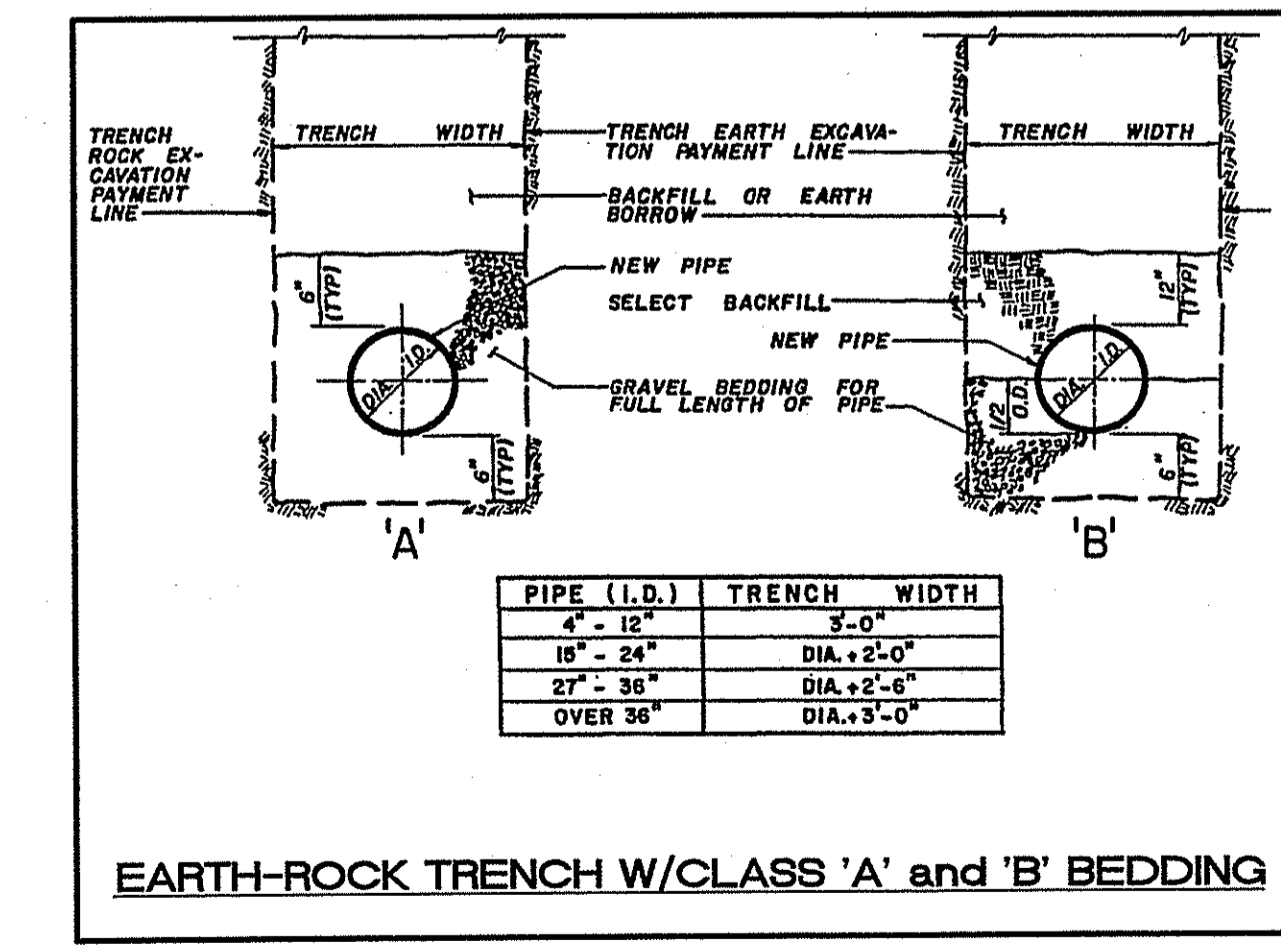 TRENCH
ROCK EX-
CAVATION
PAYMENT
LINE
TRENCH WIDTH
TRENCH EARTH EXCAVA-
TION PAYMENT LINE
BACKFILL OR EARTH
BORROW
NEW PIPE
SELECT BACKFILL
NEW PIPE
GRAVEL BEDDING FOR
FULL LENGTH OF PIPE
6"
(TYP)
DIA. I.D.
6"
(TYP)
'A'
TRENCH WIDTH
12"
(TYP)
DIA. I.D.
1/2
O.D.
6"
(TYP)
'B'
PIPE (I.D.) TRENCH WIDTH
4" - 12" 3'-0"
15" - 24" DIA.+2'-0"
27" - 36" DIA.+2'-6"
OVER 36" DIA.+3'-0"
EARTH-ROCK TRENCH W/CLASS 'A' and 'B' BEDDING